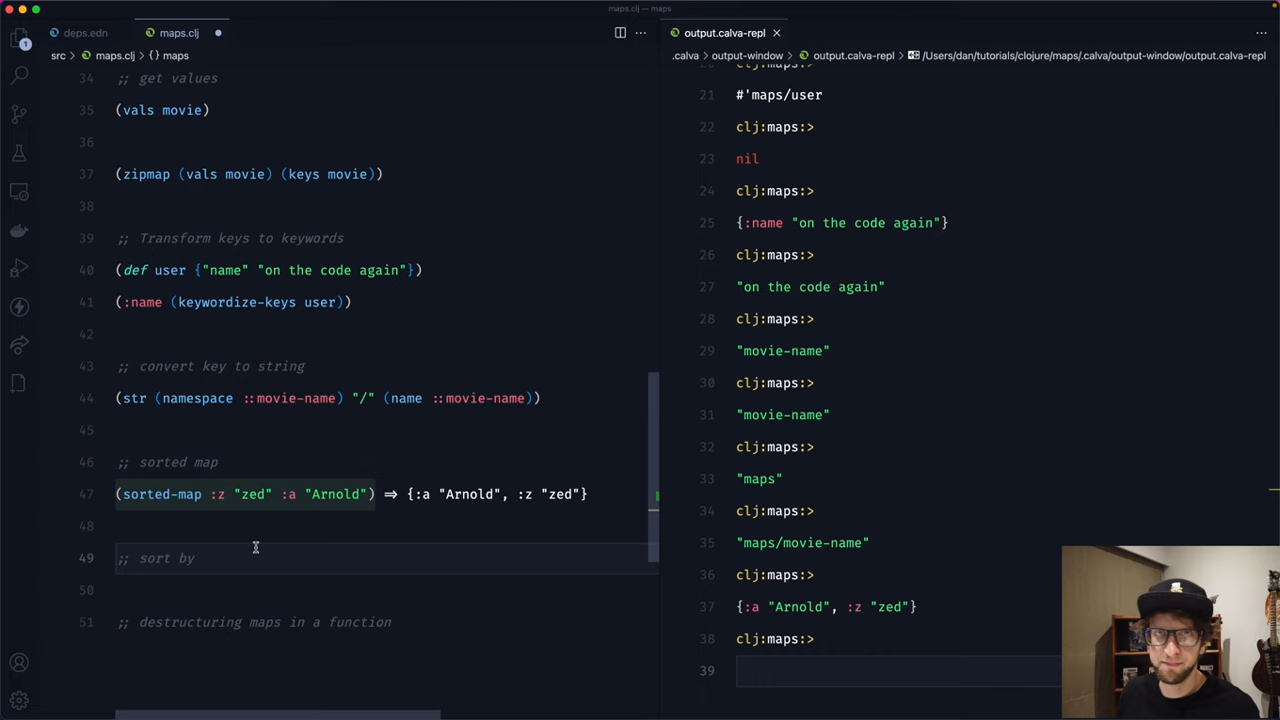 maps.clj — maps
deps.edn
maps.clj
output.calva-repl
src > maps.clj > {} maps
.calva > output-window > output.calva-repl > /Users/dan/tutorials/clojure/maps/.calva/output-window/output.calva-repl
1
34 ;; get values
35 (vals movie)
36
37 (zipmap (vals movie) (keys movie))
38
39 ;; Transform keys to keywords
40 (def user {"name" "on the code again"})
41 (:name (keywordize-keys user))
42
43 ;; convert key to string
44 (str (namespace ::movie-name) "/" (name ::movie-name))
45
46 ;; sorted map
47 (sorted-map :z "zed" :a "Arnold") => {:a "Arnold", :z "zed"}
48
49 ;; sort by
50
51 ;; destructuring maps in a function
clj:maps:>
21 #'maps/user
22 clj:maps:>
23 nil
24 clj:maps:>
25 {:name "on the code again"}
26 clj:maps:>
27 "on the code again"
28 clj:maps:>
29 "movie-name"
30 clj:maps:>
31 "movie-name"
32 clj:maps:>
33 "maps"
34 clj:maps:>
35 "maps/movie-name"
36 clj:maps:>
37 {:a "Arnold", :z "zed"}
38 clj:maps:>
39